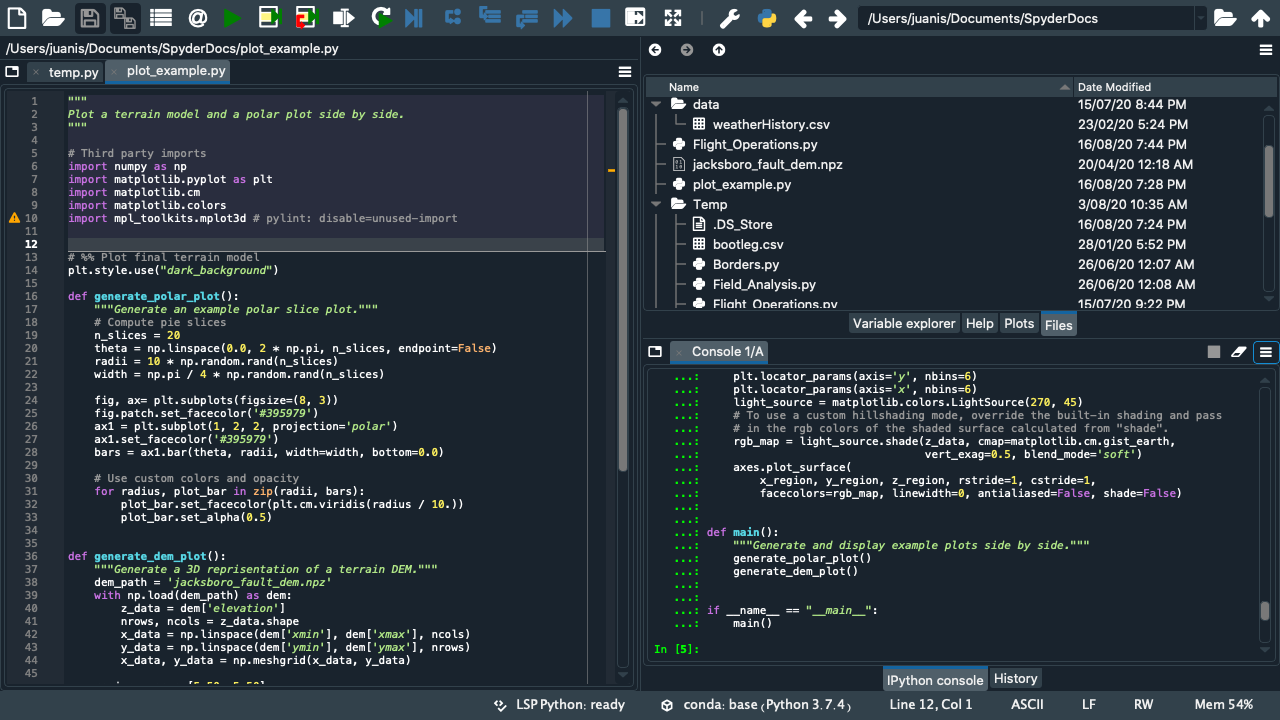 /Users/juanis/Documents/SpyderDocs
/Users/juanis/Documents/SpyderDocs/plot_example.py
temp.py
plot_example.py
1 """
2 Plot a terrain model and a polar plot side by side.
3 """
4
5 # Third party imports
6 import numpy as np
7 import matplotlib.pyplot as plt
8 import matplotlib.cm
9 import matplotlib.colors
10 import mpl_toolkits.mplot3d # pylint: disable=unused-import
11
12
13 # %% Plot final terrain model
14 plt.style.use("dark_background")
15
16 def generate_polar_plot():
17     """Generate an example polar slice plot."""
18     # Compute pie slices
19     n_slices = 20
20     theta = np.linspace(0.0, 2 * np.pi, n_slices, endpoint=False)
21     radii = 10 * np.random.rand(n_slices)
22     width = np.pi / 4 * np.random.rand(n_slices)
23
24     fig, ax= plt.subplots(figsize=(8, 3))
25     fig.patch.set_facecolor('#395979')
26     ax1 = plt.subplot(1, 2, 2, projection='polar')
27     ax1.set_facecolor('#395979')
28     bars = ax1.bar(theta, radii, width=width, bottom=0.0)
29
30     # Use custom colors and opacity
31     for radius, plot_bar in zip(radii, bars):
32         plot_bar.set_facecolor(plt.cm.viridis(radius / 10.))
33         plot_bar.set_alpha(0.5)
34
35
36 def generate_dem_plot():
37     """Generate a 3D reprisentation of a terrain DEM."""
38     dem_path = 'jacksboro_fault_dem.npz'
39     with np.load(dem_path) as dem:
40         z_data = dem['elevation']
41         nrows, ncols = z_data.shape
42         x_data = np.linspace(dem['xmin'], dem['xmax'], ncols)
43         y_data = np.linspace(dem['ymin'], dem['ymax'], nrows)
44         x_data, y_data = np.meshgrid(x_data, y_data)
45
Name Date Modified
data 15/07/20 8:44 PM
weatherHistory.csv 23/02/20 5:24 PM
Flight_Operations.py 16/08/20 7:44 PM
jacksboro_fault_dem.npz 20/04/20 12:18 AM
plot_example.py 16/08/20 7:28 PM
Temp 3/08/20 10:35 AM
.DS_Store 16/08/20 7:24 PM
bootleg.csv 28/01/20 5:52 PM
Borders.py 26/06/20 12:07 AM
Field_Analysis.py 26/06/20 12:08 AM
Flight_Operations.py 15/07/20 9:22 PM
Variable explorer Help Plots Files
Console 1/A
...:     plt.locator_params(axis='y', nbins=6)
...:     plt.locator_params(axis='x', nbins=6)
...:     light_source = matplotlib.colors.LightSource(270, 45)
...:     # To use a custom hillshading mode, override the built-in shading and pass
...:     # in the rgb colors of the shaded surface calculated from "shade".
...:     rgb_map = light_source.shade(z_data, cmap=matplotlib.cm.gist_earth,
...:                                  vert_exag=0.5, blend_mode='soft')
...:     axes.plot_surface(
...:         x_region, y_region, z_region, rstride=1, cstride=1,
...:         facecolors=rgb_map, linewidth=0, antialiased=False, shade=False)
...:
...:
...: def main():
...:     """Generate and display example plots side by side."""
...:     generate_polar_plot()
...:     generate_dem_plot()
...:
...:
...: if __name__ == "__main__":
...:     main()
In [5]:
IPython console History
LSP Python: ready conda: base (Python 3.7.4) Line 12, Col 1 ASCII LF RW Mem 54%